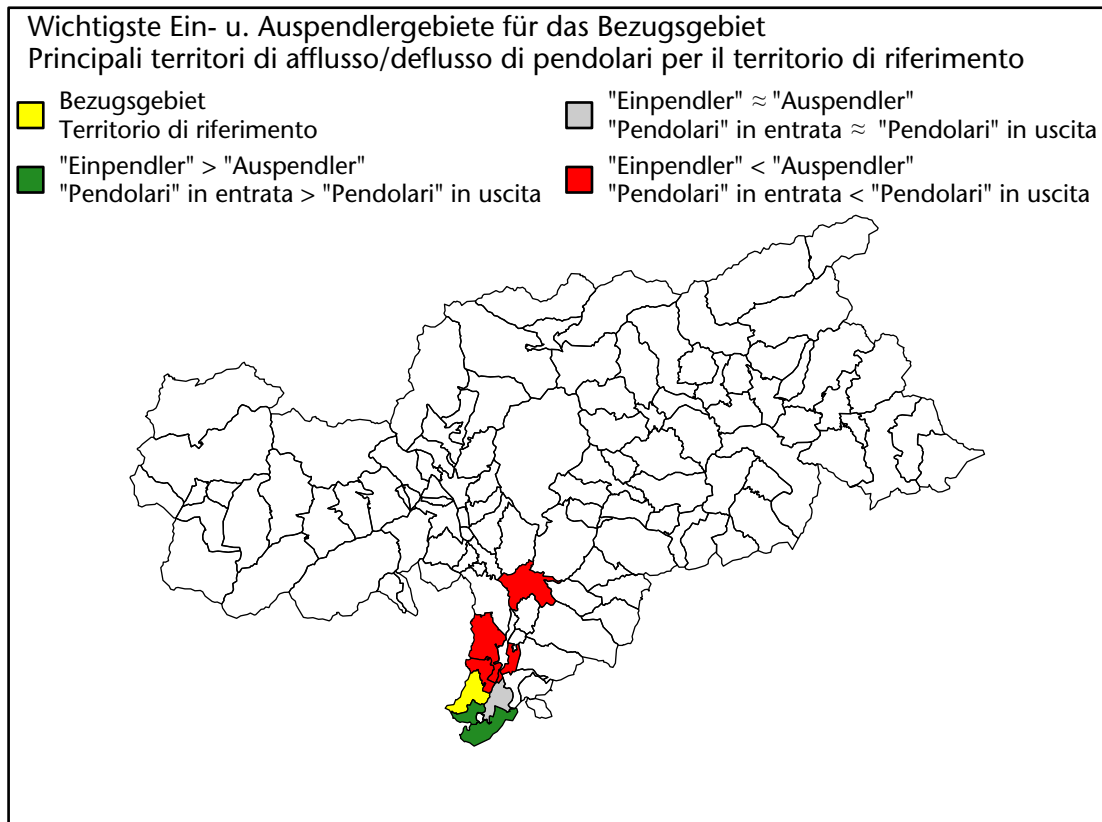 Wichtigste Ein- u. Auspendlergebiete für das Bezugsgebiet
Principali territori di afflusso/deflusso di pendolari per il territorio di riferimento
Bezugsgebiet
Territorio di riferimento
"Einpendler" > "Auspendler"
"Pendolari" in entrata > "Pendolari" in uscita
"Einpendler" ≈ "Auspendler"
"Pendolari" in entrata ≈ "Pendolari" in uscita
"Einpendler" < "Auspendler"
"Pendolari" in entrata < "Pendolari" in uscita